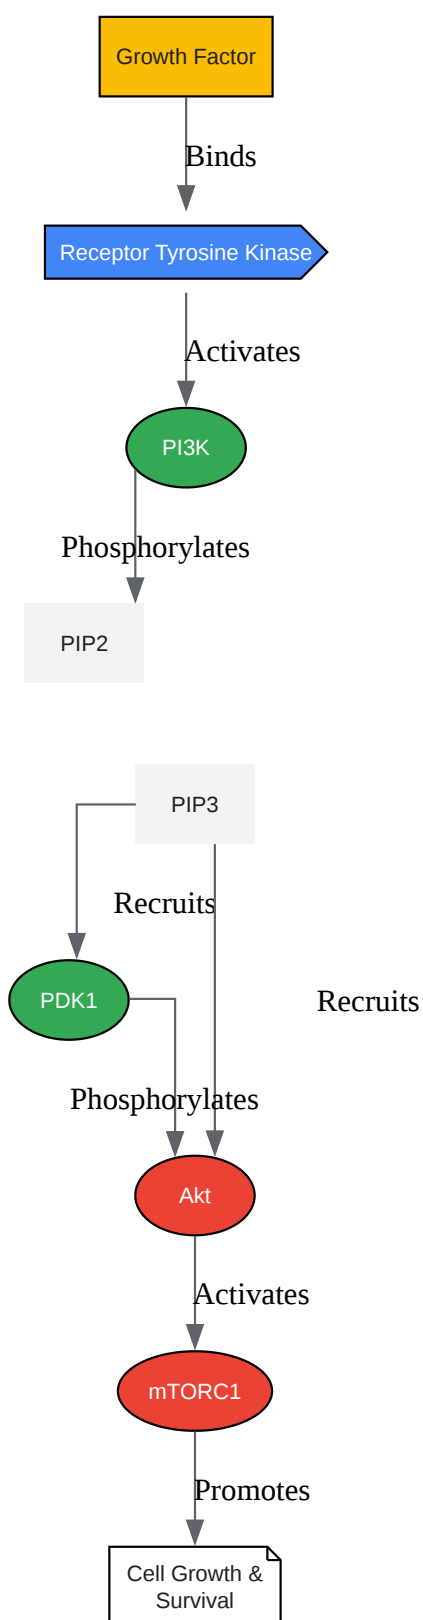 Growth Factor
Binds
Receptor Tyrosine Kinase
Activates
PI3K
Phosphorylates
PIP2
PIP3
Recruits
PDK1
Recruits
Phosphorylates
Akt
Activates
mTORC1
Promotes
Cell Growth &
Survival